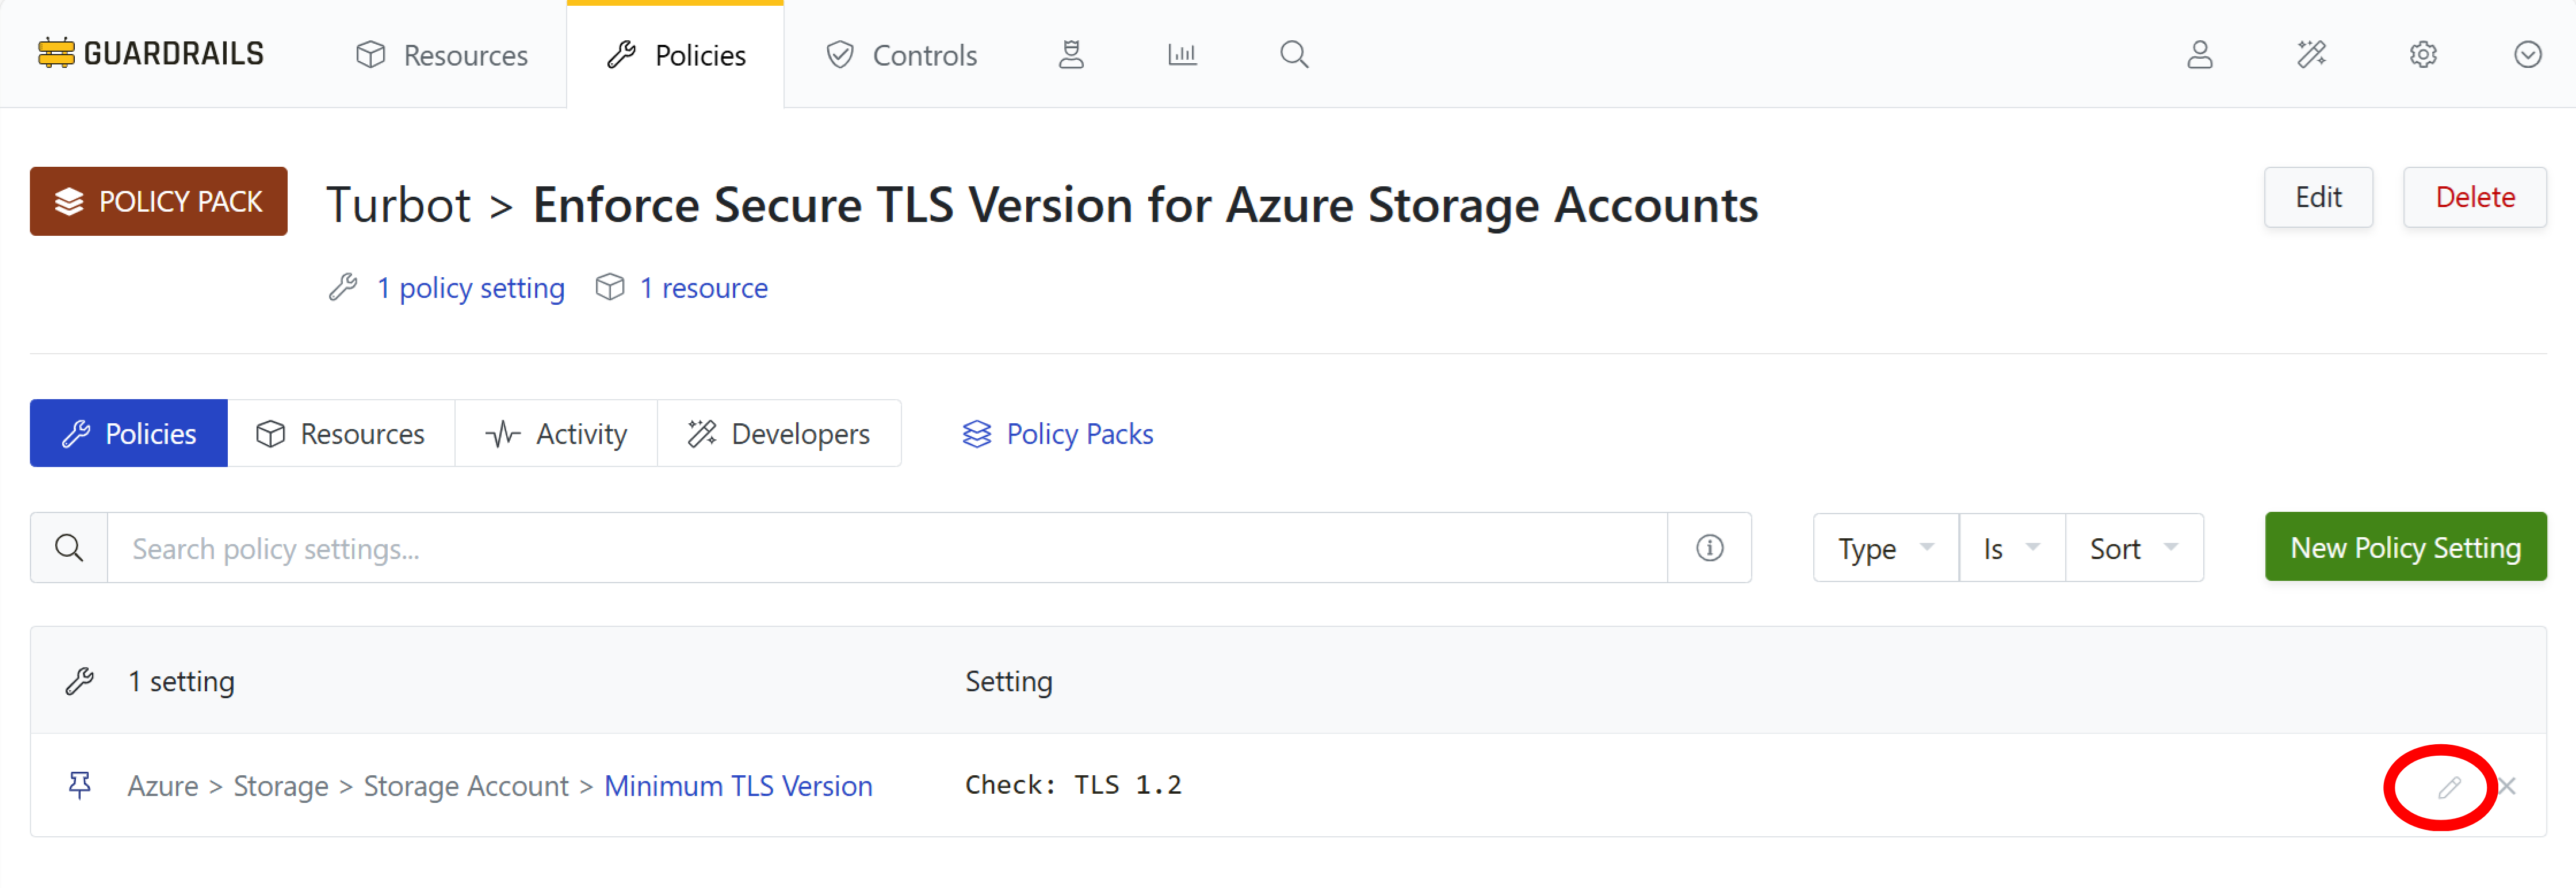 GUARDRAILS Resources Policies Controls
POLICY PACK Turbot > Enforce Secure TLS Version for Azure Storage Accounts Edit Delete
1 policy setting 1 resource
Policies Resources Activity Developers Policy Packs
Search policy settings... Type Is Sort New Policy Setting
1 setting Setting
Azure > Storage > Storage Account > Minimum TLS Version Check: TLS 1.2